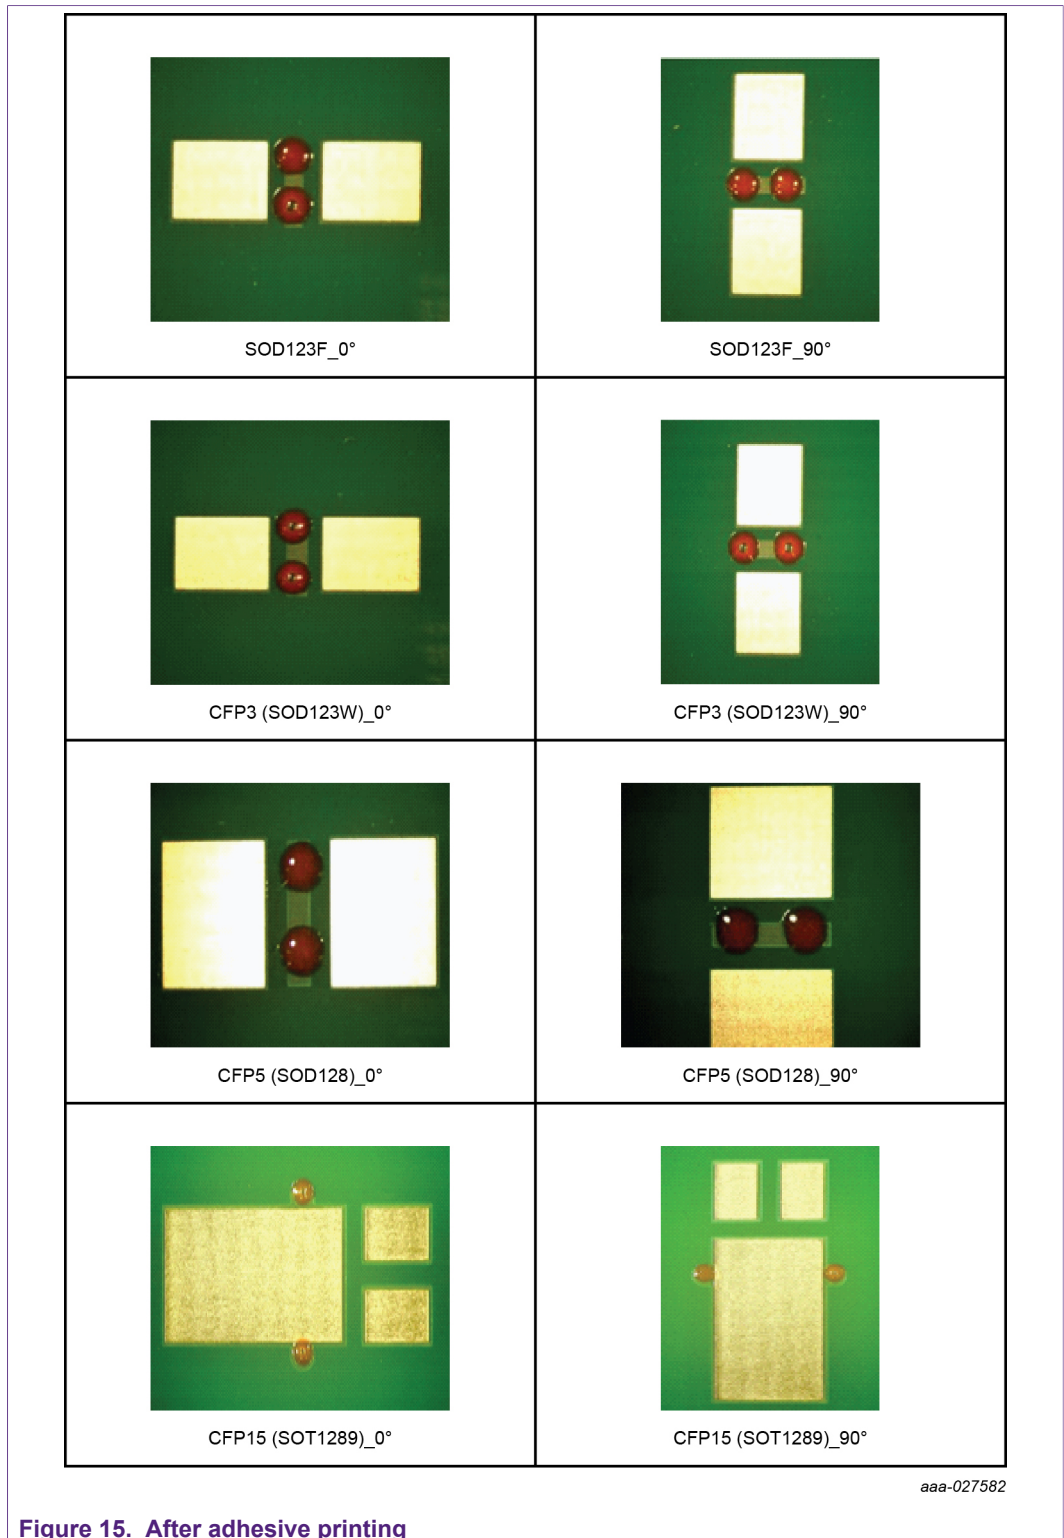 SOD123F_0°
SOD123F_90°
CFP3 (SOD123W)_0°
CFP3 (SOD123W)_90°
CFP5 (SOD128)_0°
CFP5 (SOD128)_90°
CFP15 (SOT1289)_0°
CFP15 (SOT1289)_90°
aaa-027582
Figure 15. After adhesive printing